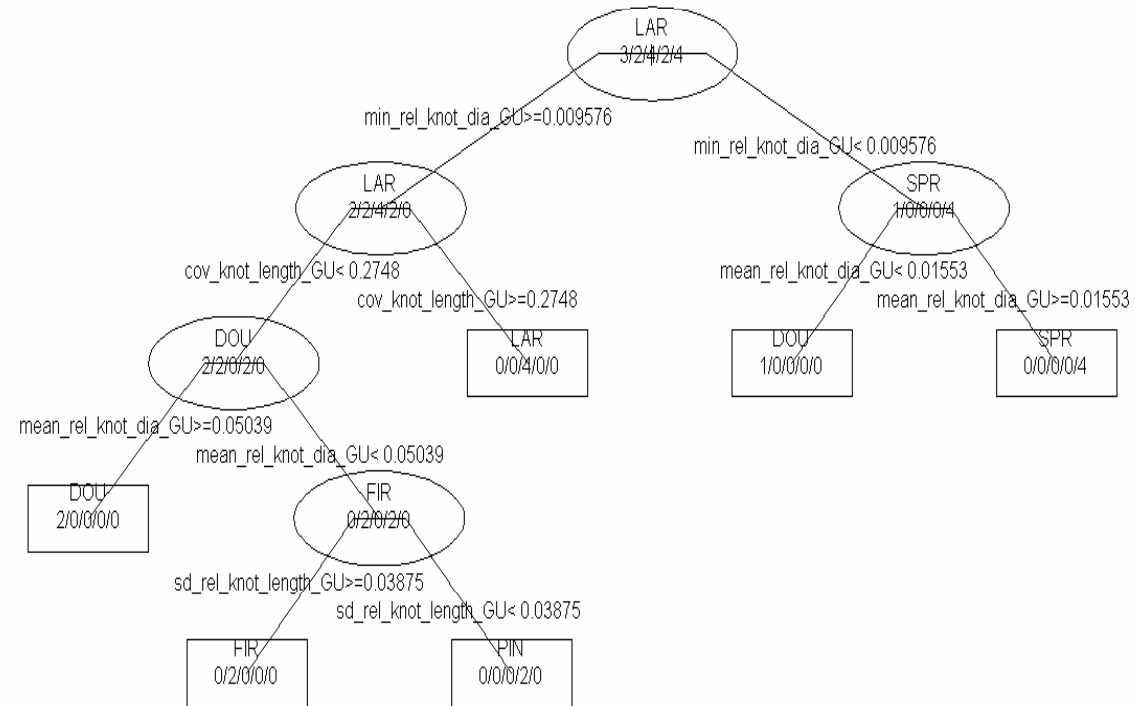 LAR
3/2/4/2/4
min_rel_knot_dia_GU>=0.009576
min_rel_knot_dia_GU< 0.009576
LAR
2/2/4/2/0
SPR
1/0/0/0/4
cov_knot_length_GU< 0.2748
cov_knot_length_GU>=0.2748
mean_rel_knot_dia_GU< 0.01553
mean_rel_knot_dia_GU>=0.01553
DOU
2/2/0/2/0
LAR
0/0/4/0/0
DOU
1/0/0/0/0
SPR
0/0/0/0/4
mean_rel_knot_dia_GU>=0.05039
mean_rel_knot_dia_GU< 0.05039
DOU
2/0/0/0/0
FIR
0/2/0/2/0
sd_rel_knot_length_GU>=0.03875
sd_rel_knot_length_GU< 0.03875
FIR
0/2/0/0/0
PIN
0/0/0/2/0